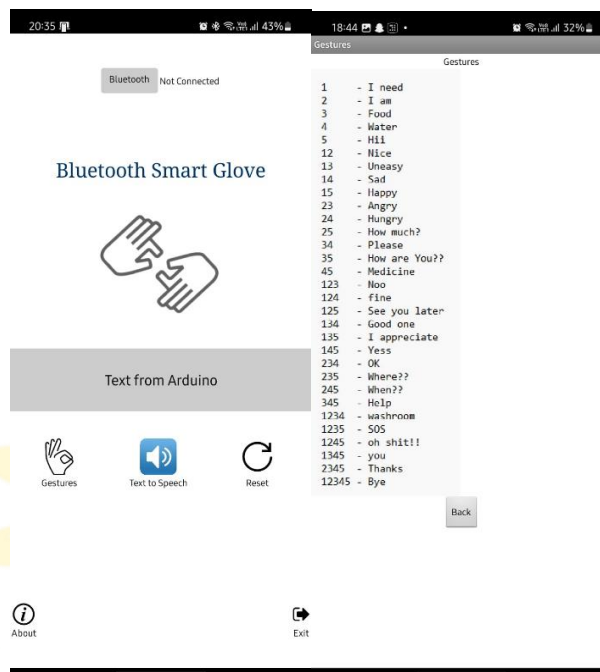 20:35 43%
Bluetooth Not Connected
Bluetooth Smart Glove
Text from Arduino
Gestures Text to Speech Reset
About Exit
18:44 32%
Gestures
Gestures
1 - I need
2 - I am
3 - Food
4 - Water
5 - Hii
12 - Nice
13 - Uneasy
14 - Sad
15 - Happy
23 - Angry
24 - Hungry
25 - How much?
34 - Please
35 - How are You??
45 - Medicine
123 - Noo
124 - fine
125 - See you later
134 - Good one
135 - I appreciate
145 - Yess
234 - OK
235 - Where??
245 - When??
345 - Help
1234 - washroom
1235 - SOS
1245 - oh shit!!
1345 - you
2345 - Thanks
12345 - Bye
Back